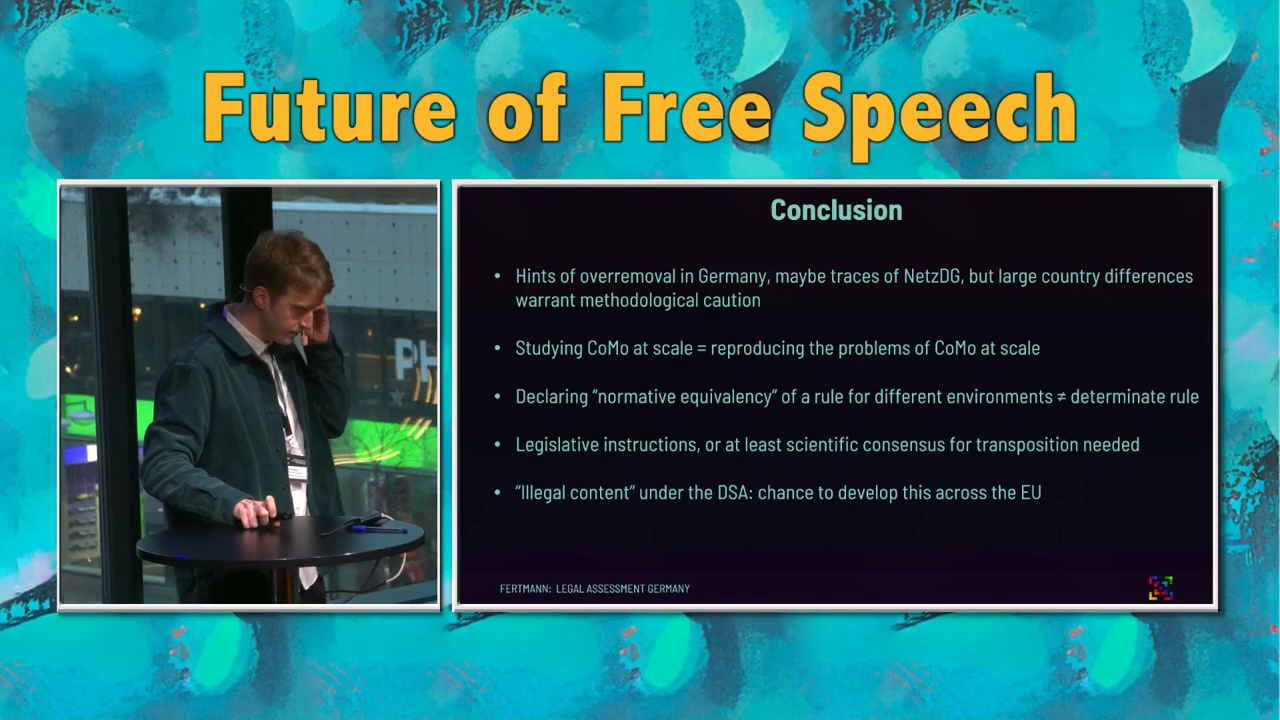 Future of Free Speech
Conclusion
• Hints of overremoval in Germany, maybe traces of NetzDG, but large country differences
warrant methodological caution
• Studying CoMo at scale = reproducing the problems of CoMo at scale
• Declaring “normative equivalency” of a rule for different environments ≠ determinate rule
• Legislative instructions, or at least scientific consensus for transposition needed
• “Illegal content” under the DSA: chance to develop this across the EU
FERTMANN: LEGAL ASSESSMENT GERMANY
PH